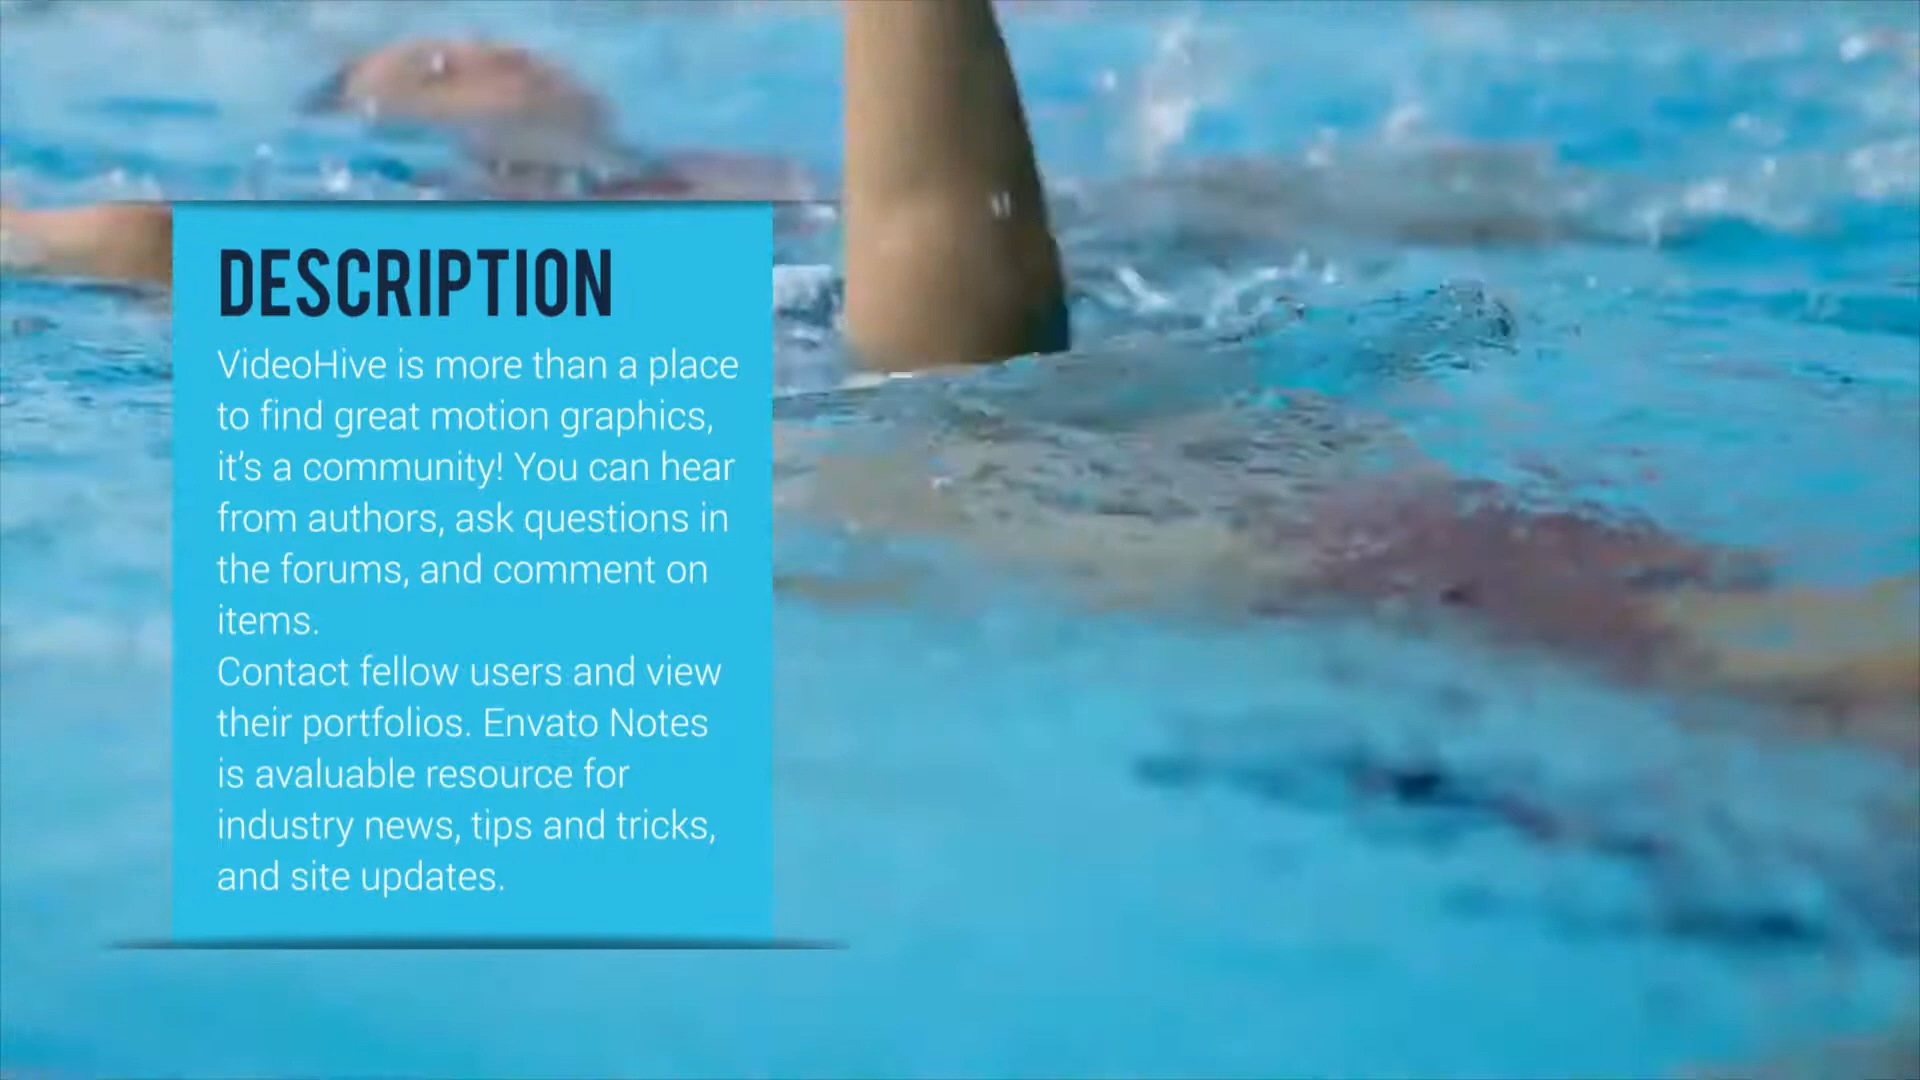 DESCRIPTION
VideoHive is more than a place
to find great motion graphics,
it’s a community! You can hear
from authors, ask questions in
the forums, and comment on
items.
Contact fellow users and view
their portfolios. Envato Notes
is avaluable resource for
industry news, tips and tricks,
and site updates.